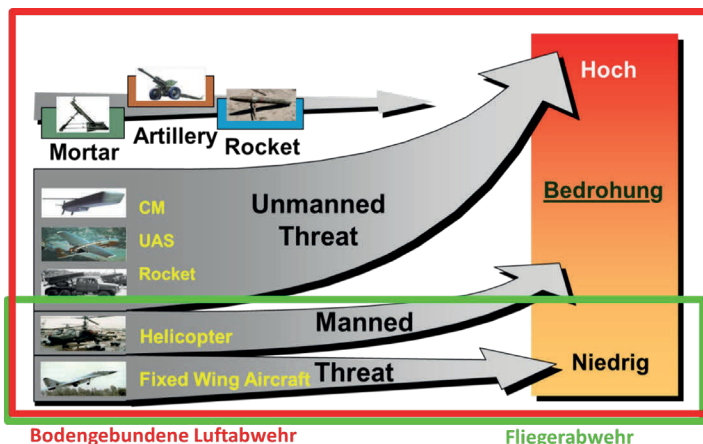 Mortar
Artillery
Rocket
Hoch
CM
UAS
Rocket
Unmanned
Threat
Bedrohung
Helicopter
Manned
Fixed Wing Aircraft
Threat
Niedrig
Bodengebundene Luftabwehr
Fliegerabwehr